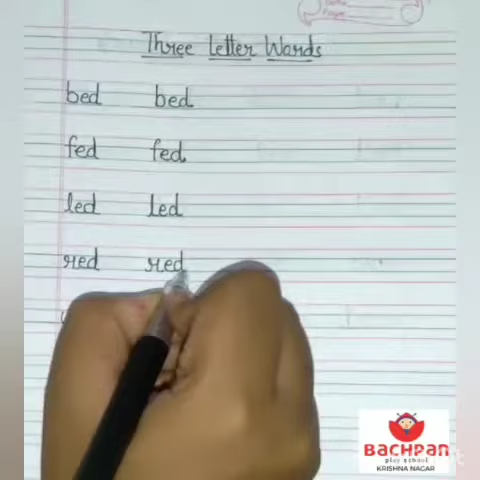 Three Letter Words
bed bed
fed fed
led led
red red
BACHPAN
play school
KRISHNA NAGAR